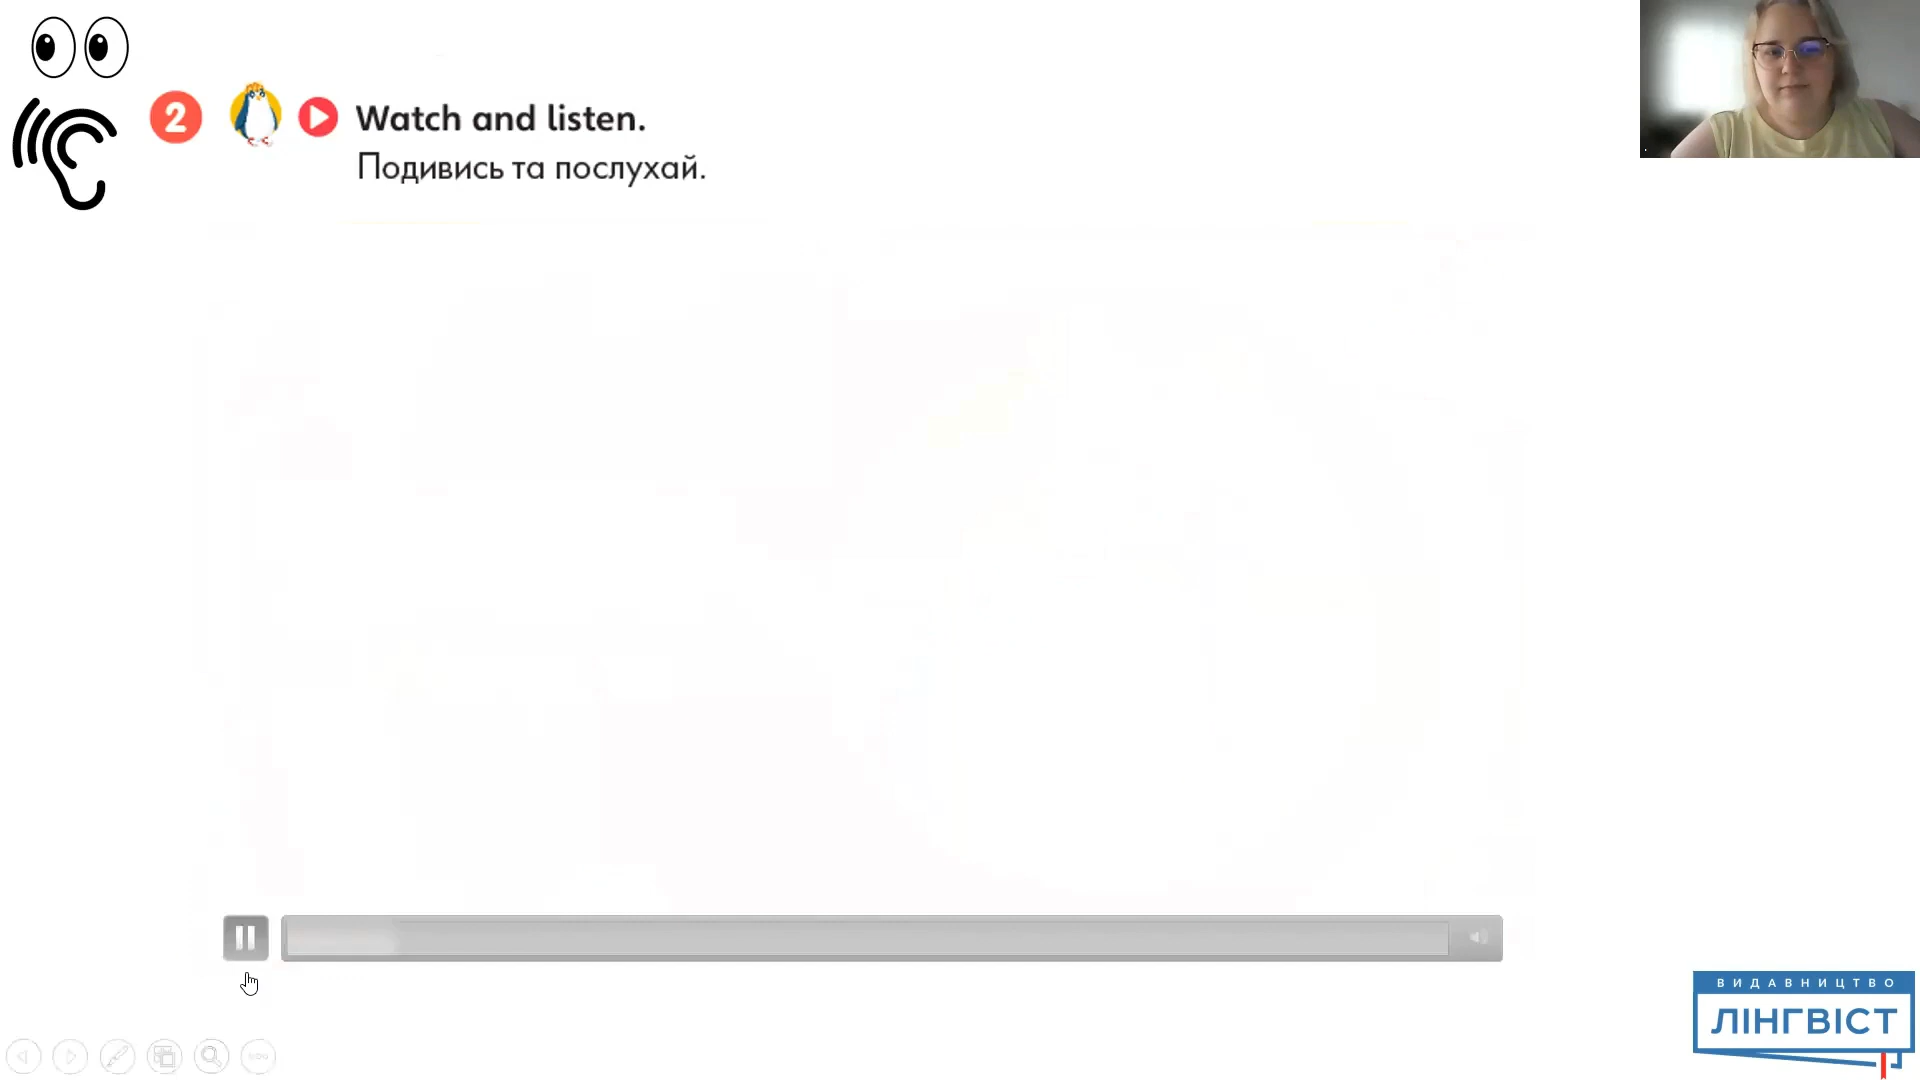 2 Watch and listen.
Подивись та послухай.
ВИДАВНИЦТВО
ЛІНГВІСТ